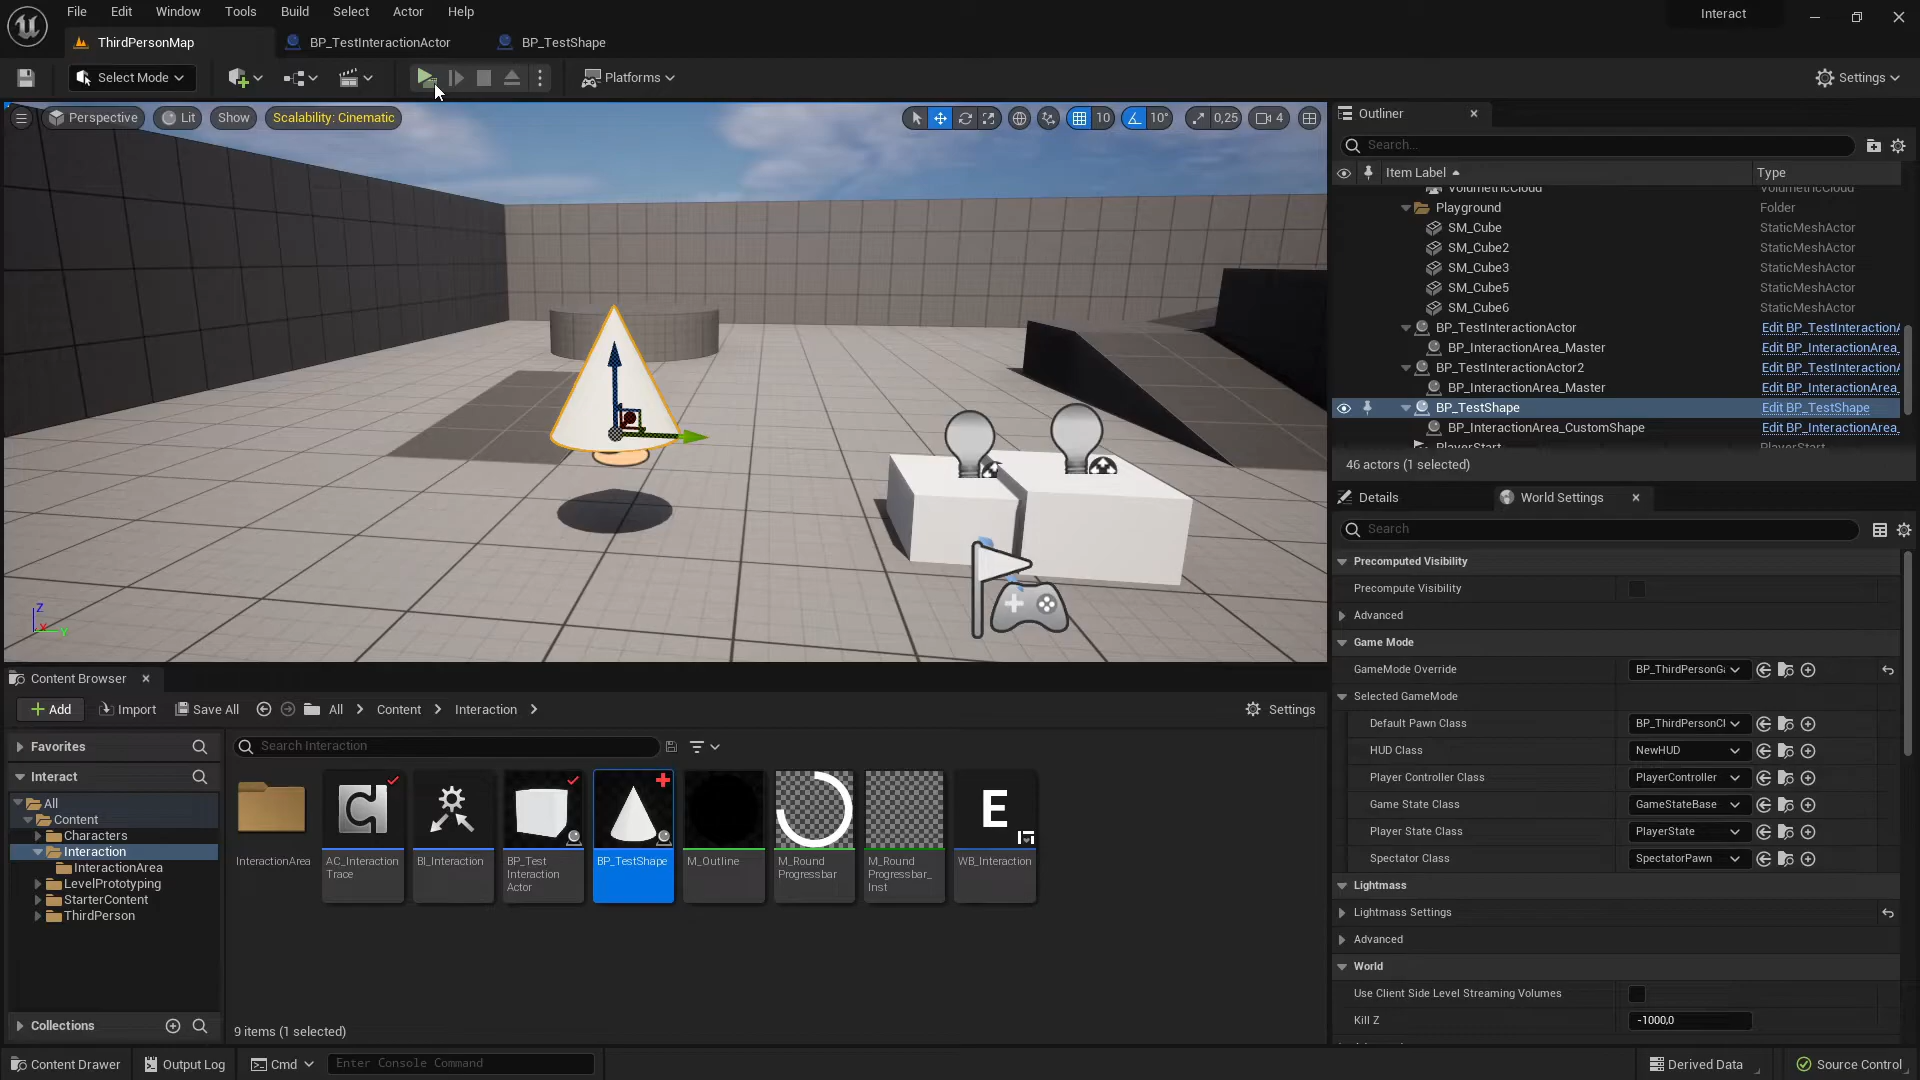 File Edit Window Tools Build Select Actor Help
Interact
ThirdPersonMap BP_TestInteractionActor BP_TestShape
Select Mode Platforms Settings
Perspective Lit Show Scalability: Cinematic 10 10° 0,25 4
Outliner
Search...
Item Label Type
VolumetricCloud VolumetricCloud
Playground Folder
SM_Cube StaticMeshActor
SM_Cube2 StaticMeshActor
SM_Cube3 StaticMeshActor
SM_Cube5 StaticMeshActor
SM_Cube6 StaticMeshActor
BP_TestInteractionActor Edit BP_TestInteractionA
BP_InteractionArea_Master Edit BP_InteractionArea_
BP_TestInteractionActor2 Edit BP_TestInteractionA
BP_InteractionArea_Master Edit BP_InteractionArea_
BP_TestShape Edit BP_TestShape
BP_InteractionArea_CustomShape Edit BP_InteractionArea_
PlayerStart PlayerStart
46 actors (1 selected)
Z
X Y
Details World Settings
Search
Precomputed Visibility
Precompute Visibility
Advanced
Game Mode
GameMode Override BP_ThirdPersonGa
Selected GameMode
Default Pawn Class BP_ThirdPersonCl
HUD Class NewHUD
Player Controller Class PlayerController
Game State Class GameStateBase
Player State Class PlayerState
Spectator Class SpectatorPawn
Lightmass
Lightmass Settings
Advanced
World
Use Client Side Level Streaming Volumes
Kill Z -1000,0
Content Browser
Add Import Save All All Content Interaction Settings
Favorites
Search Interaction
Interact
All
Content
Characters
Interaction
InteractionArea
LevelPrototyping
StarterContent
ThirdPerson
Collections
E
InteractionArea
AC_Interaction
Trace
BI_Interaction
BP_Test
Interaction
Actor
BP_TestShape
M_Outline
M_Round
Progressbar
M_Round
Progressbar_
Inst
WB_Interaction
9 items (1 selected)
Content Drawer Output Log Cmd Enter Console Command Derived Data Source Control